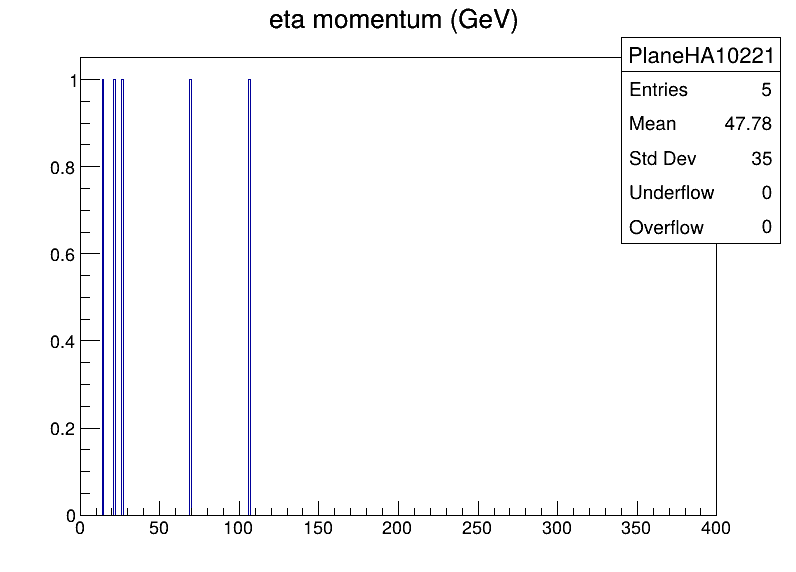 eta momentum (GeV)
PlaneHA10221
Entries 5
Mean 47.78
Std Dev 35
Underflow 0
Overflow 0
1
0.8
0.6
0.4
0.2
0
0 50 100 150 200 250 300 350 400